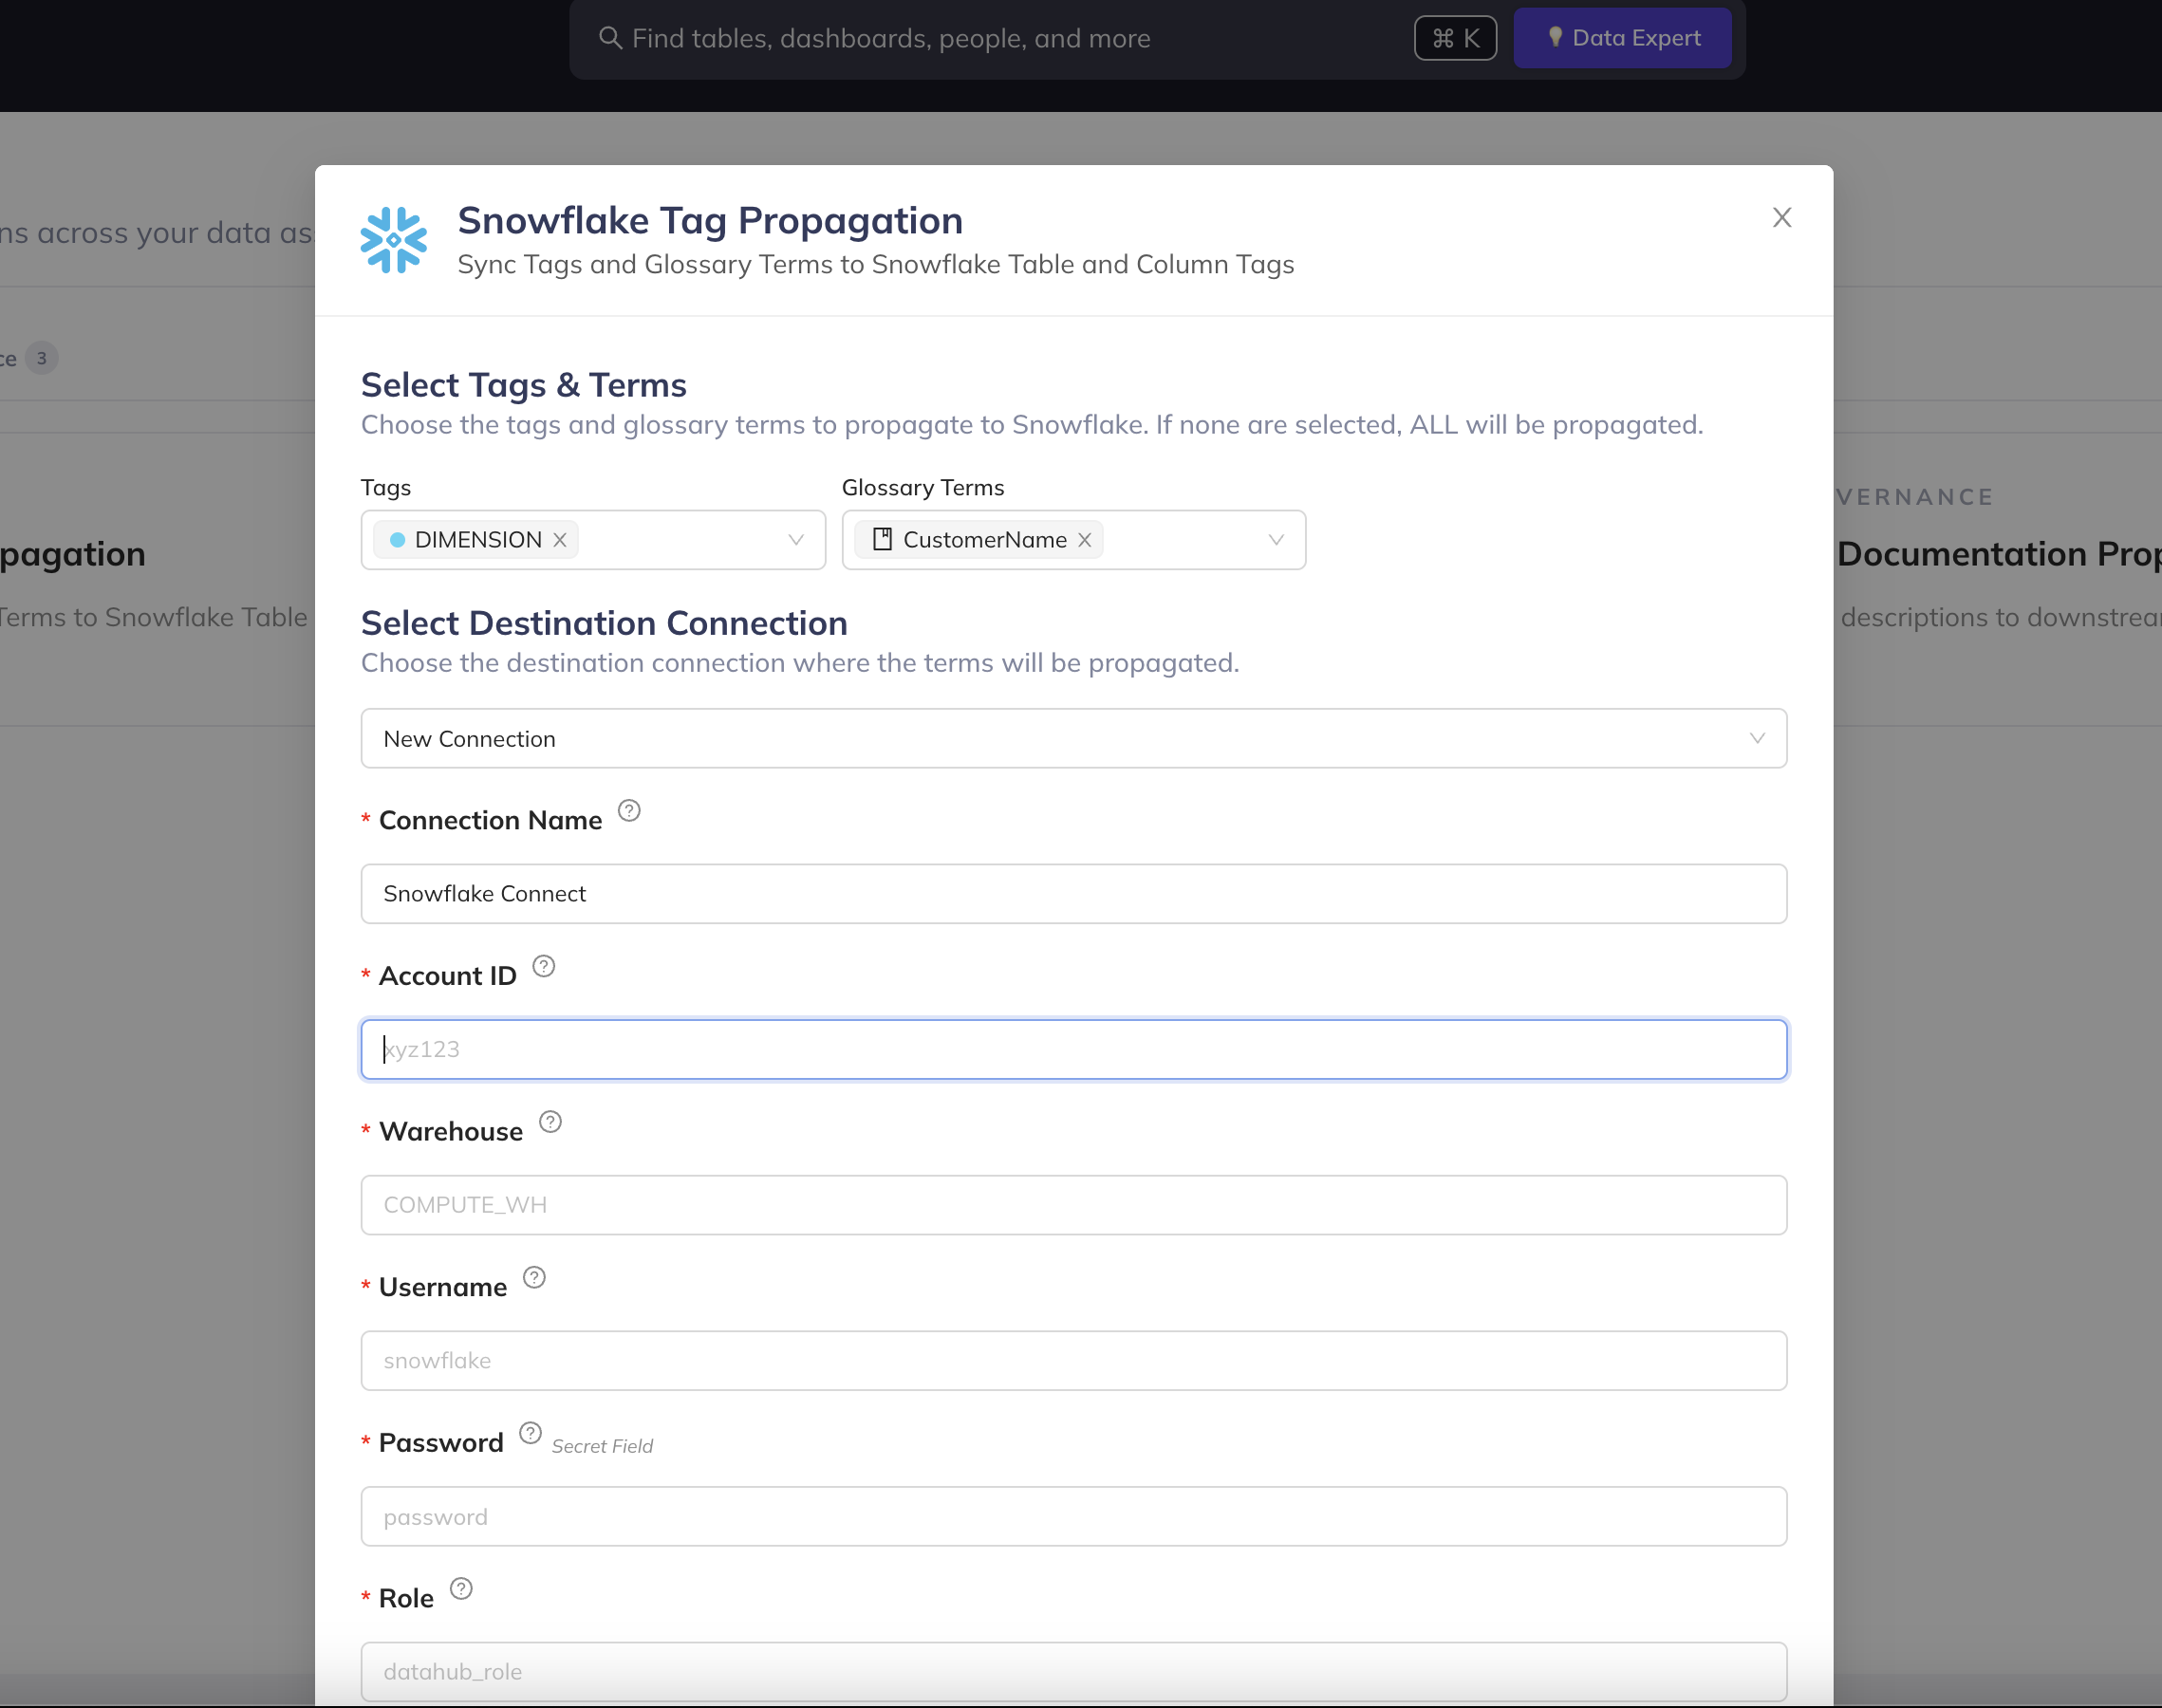 Find tables, dashboards, people, and more
⌘ K
Data Expert
Snowflake Tag Propagation
Sync Tags and Glossary Terms to Snowflake Table and Column Tags
across your data
3
Select Tags & Terms
Choose the tags and glossary terms to propagate to Snowflake. If none are selected, ALL will be propagated.
Tags
Glossary Terms
DIMENSION
CustomerName
pagation
Terms to Snowflake Table
VERNANCE
Documentation Prop
descriptions to downstrea
Select Destination Connection
Choose the destination connection where the terms will be propagated.
New Connection
* Connection Name ?
Snowflake Connect
* Account ID ?
xyz123
* Warehouse ?
COMPUTE_WH
* Username ?
snowflake
* Password ? Secret Field
password
* Role ?
datahub_role